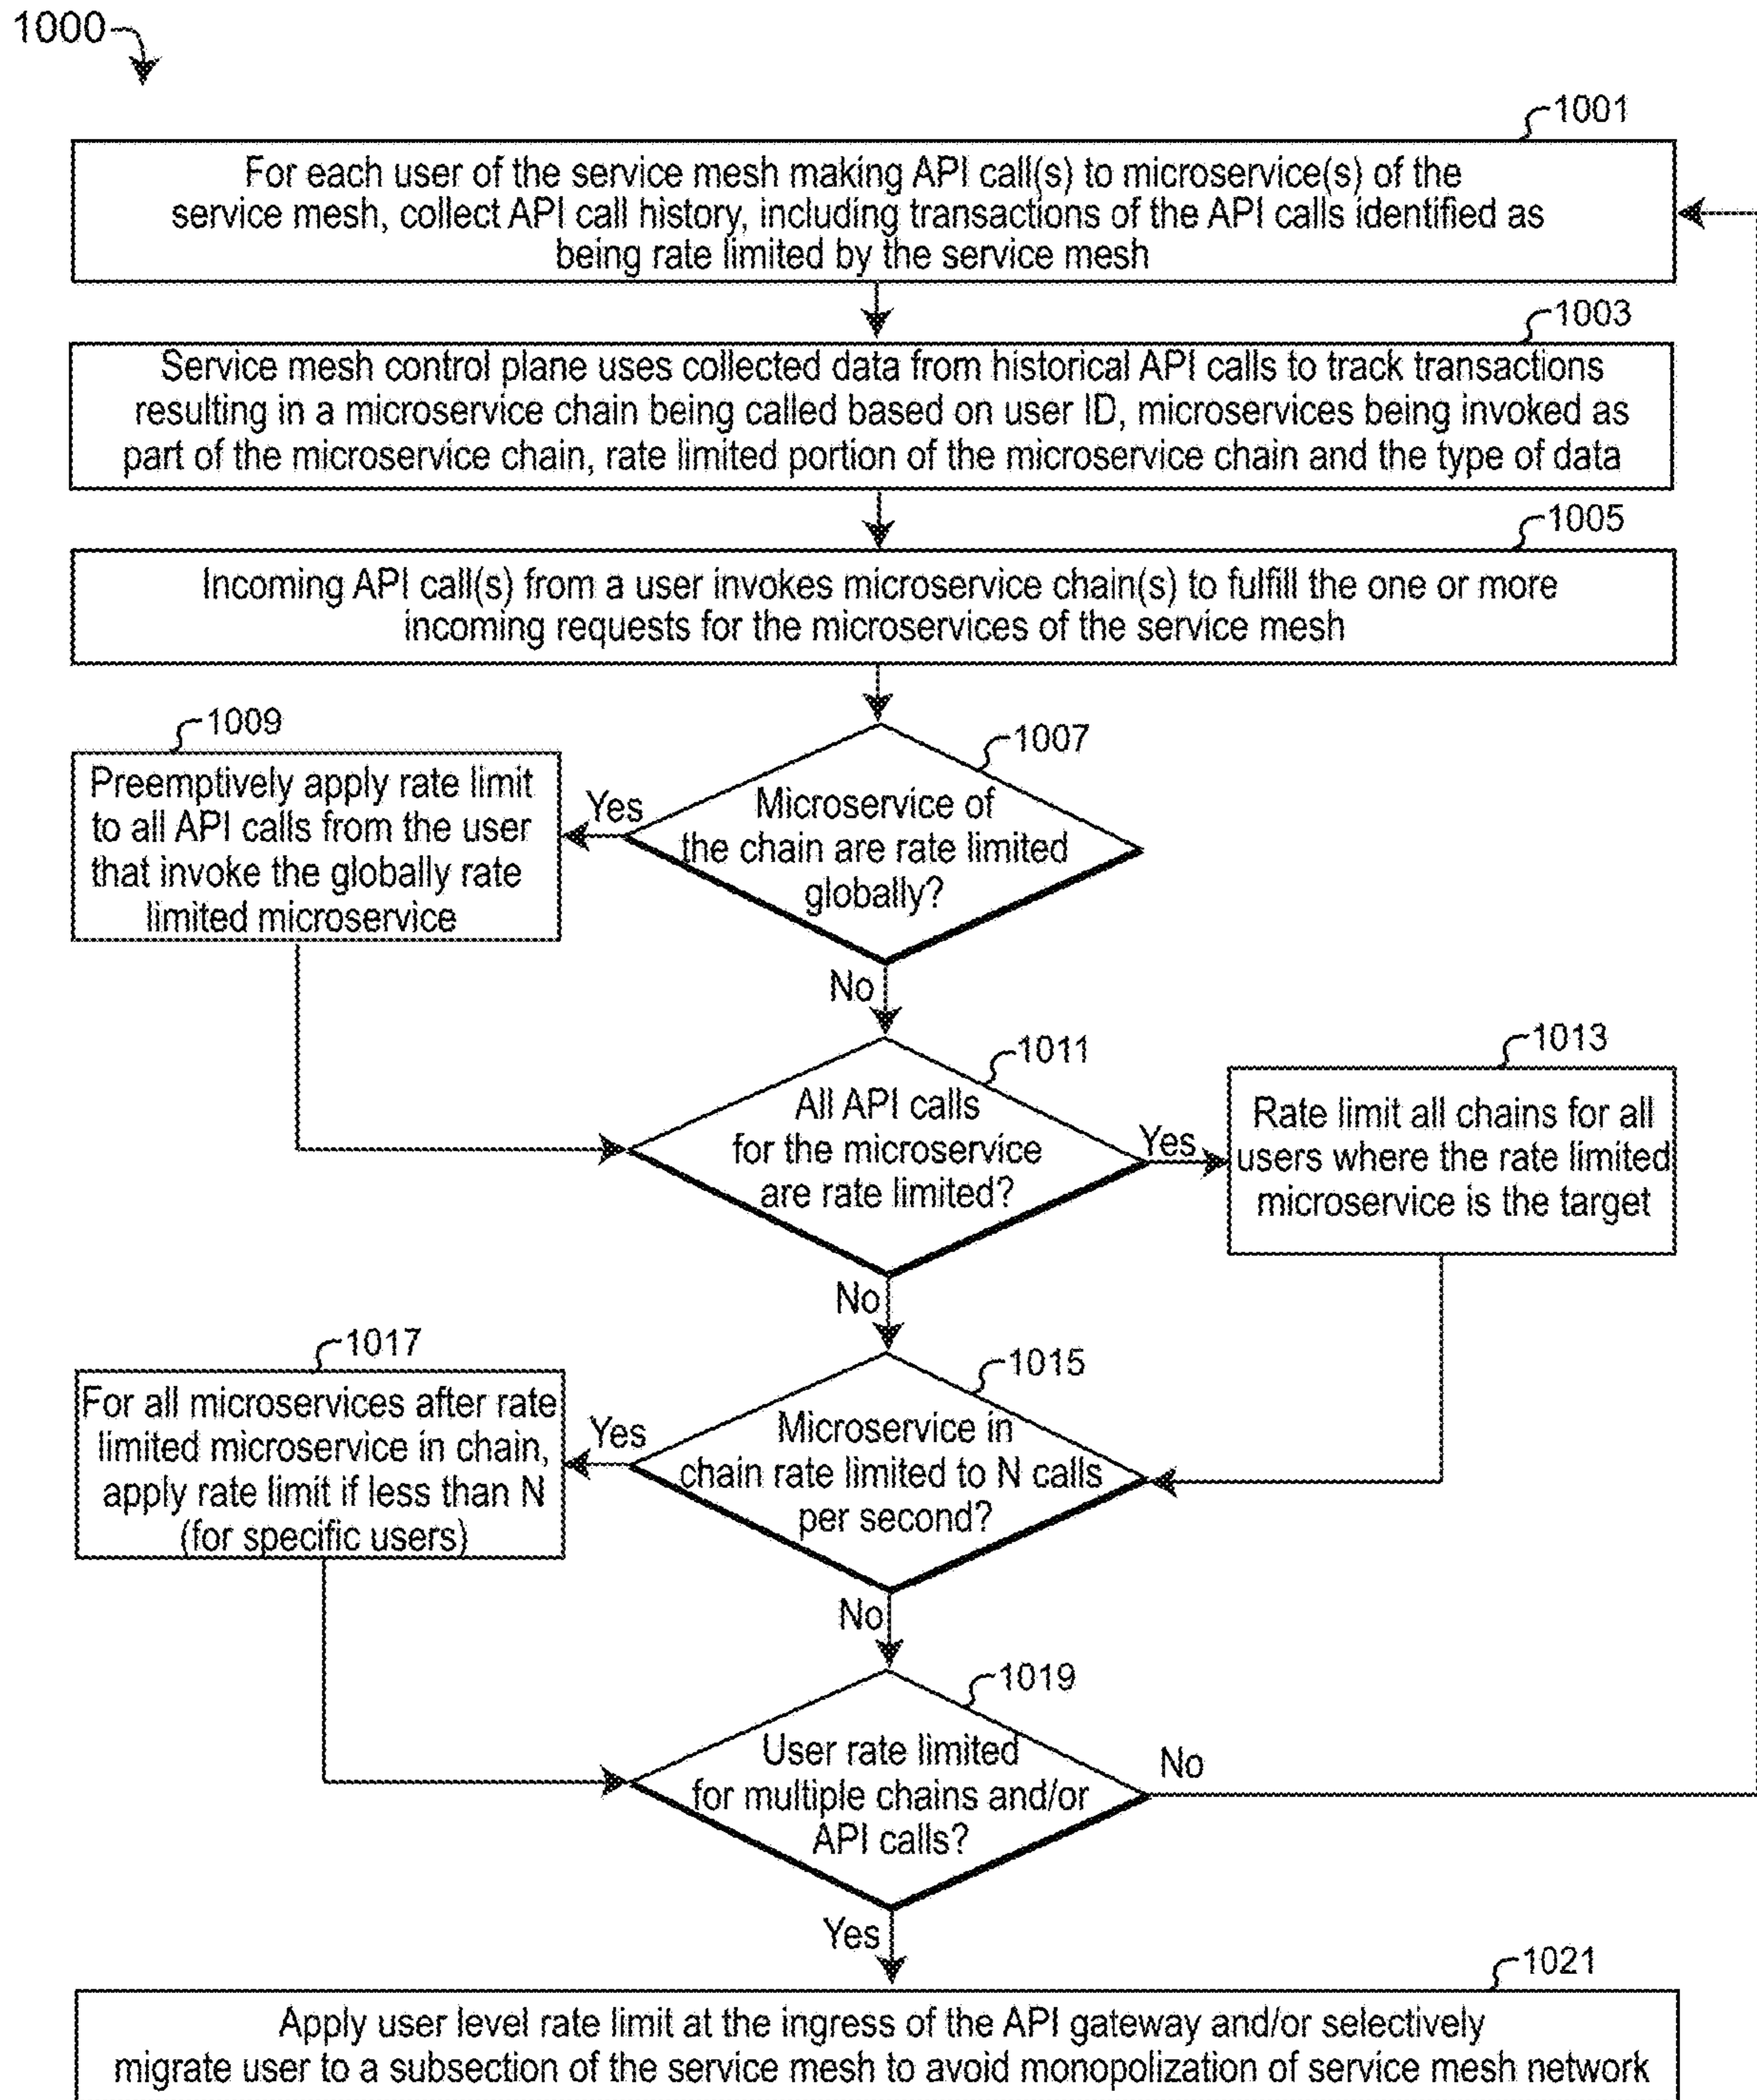 1000
1001
For each user of the service mesh making API call(s) to microservice(s) of the
service mesh, collect API call history, including transactions of the API calls identified as
being rate limited by the service mesh
1003
Service mesh control plane uses collected data from historical API calls to track transactions
resulting in a microservice chain being called based on user ID, microservices being invoked as
part of the microservice chain, rate limited portion of the microservice chain and the type of data
1005
Incoming API call(s) from a user invokes microservice chain(s) to fulfill the one or more
incoming requests for the microservices of the service mesh
1007
Microservice of
the chain are rate limited
globally?
Yes
1009
Preemptively apply rate limit
to all API calls from the user
that invoke the globally rate
limited microservice
No
1011
All API calls
for the microservice
are rate limited?
Yes
1013
Rate limit all chains for all
users where the rate limited
microservice is the target
No
1015
Microservice in
chain rate limited to N calls
per second?
Yes
1017
For all microservices after rate
limited microservice in chain,
apply rate limit if less than N
(for specific users)
No
1019
User rate limited
for multiple chains and/or
API calls?
No
Yes
1021
Apply user level rate limit at the ingress of the API gateway and/or selectively
migrate user to a subsection of the service mesh to avoid monopolization of service mesh network